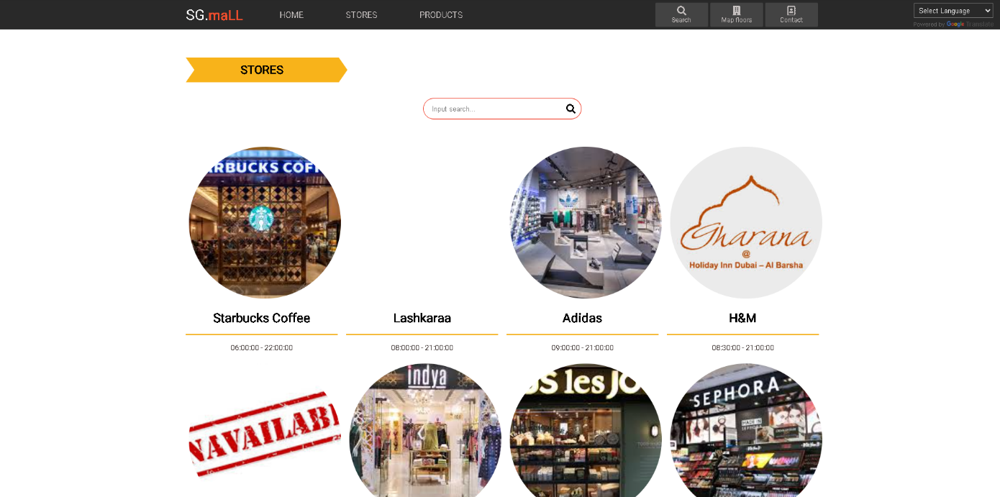 SG.maLL
HOME
STORES
PRODUCTS
Search
Map floors
Contact
Select Language
Powered by Google Translate
STORES
Input search...
RBUCKS COF
Gharana
@
Holiday Inn Dubai – Al Barsha
Starbucks Coffee
Lashkaraa
Adidas
H&M
06:00:00 - 22:00:00
08:00:00 - 21:00:00
09:00:00 - 21:00:00
08:30:00 - 21:00:00
NAVAILABL
indya
US les JO
SEPHORA